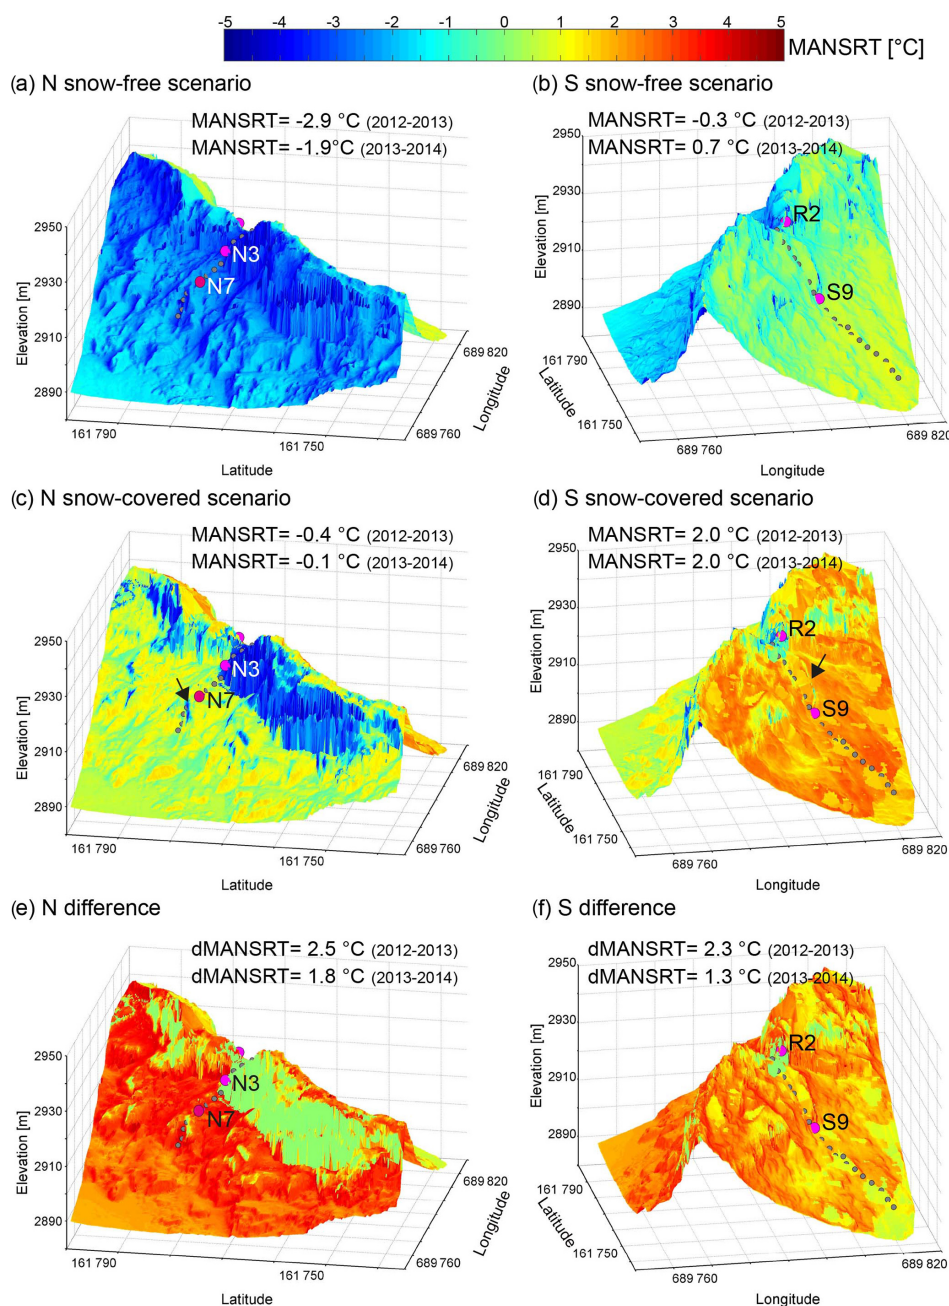 -5 -4 -3 -2 -1 0 1 2 3 4 5
MANSRT [°C]
(a) N snow-free scenario
MANSRT= -2.9 °C (2012-2013)
MANSRT= -1.9°C (2013-2014)
2950
2930
2910
2890
Elevation [m]
N3
N7
161 790
161 750
Latitude
689 760
689 820
Longitude
(b) S snow-free scenario
MANSRT= -0.3 °C (2012-2013)
MANSRT= 0.7 °C (2013-2014)
2950
2930
2910
2890
Elevation [m]
R2
S9
161 790
161 750
Latitude
689 760
689 820
Longitude
(c) N snow-covered scenario
MANSRT= -0.4 °C (2012-2013)
MANSRT= -0.1 °C (2013-2014)
2950
2930
2910
2890
Elevation [m]
N3
N7
161 790
161 750
Latitude
689 760
689 820
Longitude
(d) S snow-covered scenario
MANSRT= 2.0 °C (2012-2013)
MANSRT= 2.0 °C (2013-2014)
2950
2930
2910
2890
Elevation [m]
R2
S9
161 790
161 750
Latitude
689 760
689 820
Longitude
(e) N difference
dMANSRT= 2.5 °C (2012-2013)
dMANSRT= 1.8 °C (2013-2014)
2950
2930
2910
2890
Elevation [m]
N3
N7
161 790
161 750
Latitude
689 760
689 820
Longitude
(f) S difference
dMANSRT= 2.3 °C (2012-2013)
dMANSRT= 1.3 °C (2013-2014)
2950
2930
2910
2890
Elevation [m]
R2
S9
161 790
161 750
Latitude
689 760
689 820
Longitude